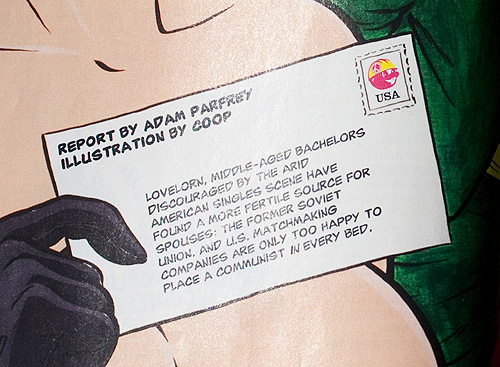 REPORT BY ADAM PARFREY
ILLUSTRATION BY COOP
USA
LOVELORN, MIDDLE-AGED BACHELORS
DISCOURAGED BY THE ARID
AMERICAN SINGLES SCENE HAVE
FOUND A MORE FERTILE SOURCE FOR
SPOUSES: THE FORMER SOVIET
UNION. AND U.S. MATCHMAKING
COMPANIES ARE ONLY TOO HAPPY TO
PLACE A COMMUNIST IN EVERY BED.